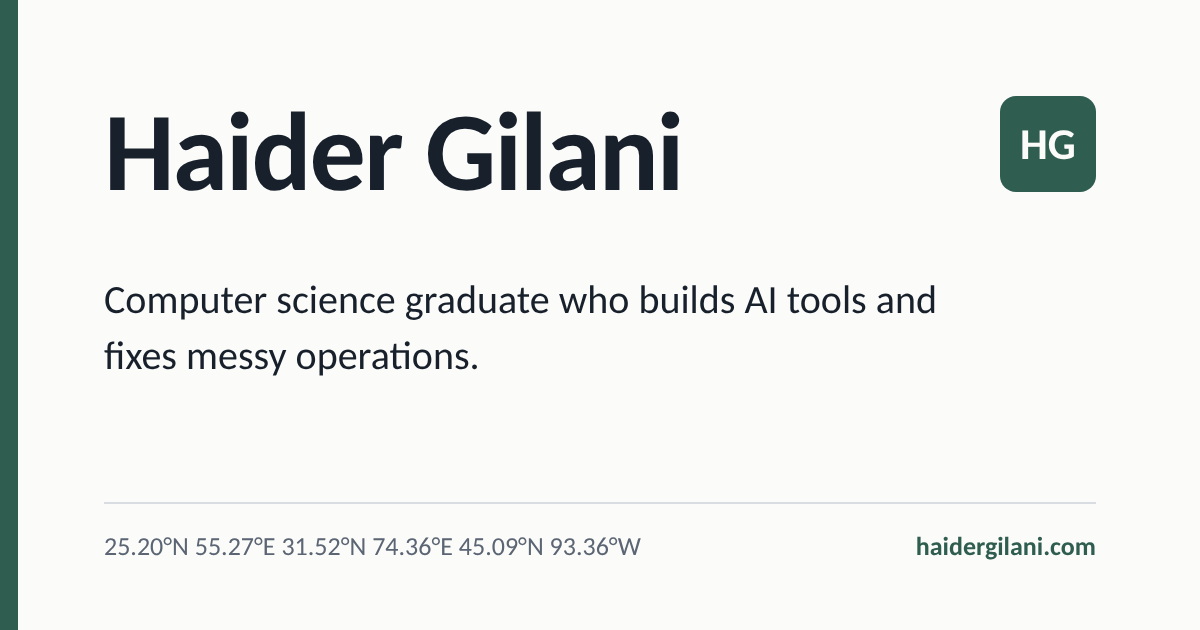 Haider Gilani
HG
Computer science graduate who builds AI tools and
fixes messy operations.
25.20°N 55.27°E 31.52°N 74.36°E 45.09°N 93.36°W
haidergilani.com